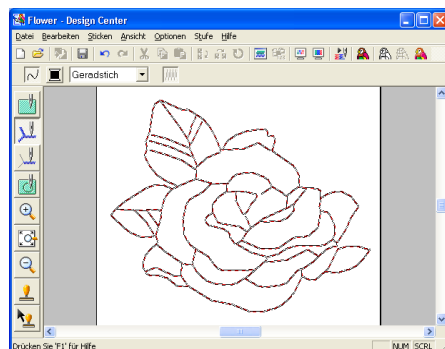 Flower - Design Center
Datei Bearbeiten Sticken Ansicht Optionen Stufe Hilfe
Geradstich
Drücken Sie 'F1' für Hilfe NUM SCRL